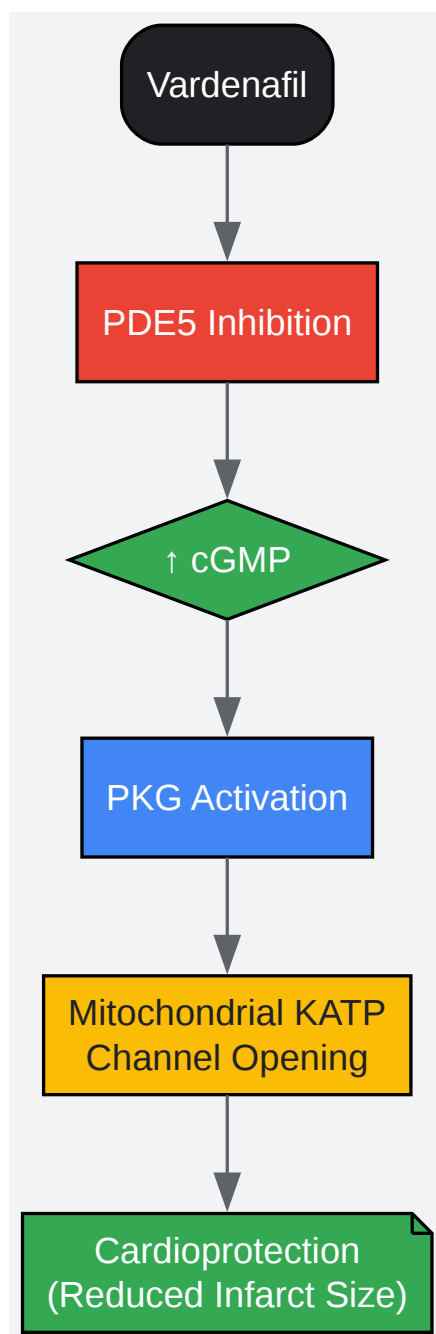 Vardenafil
PDE5 Inhibition
↑ cGMP
PKG Activation
Mitochondrial KATP
Channel Opening
Cardioprotection
(Reduced Infarct Size)